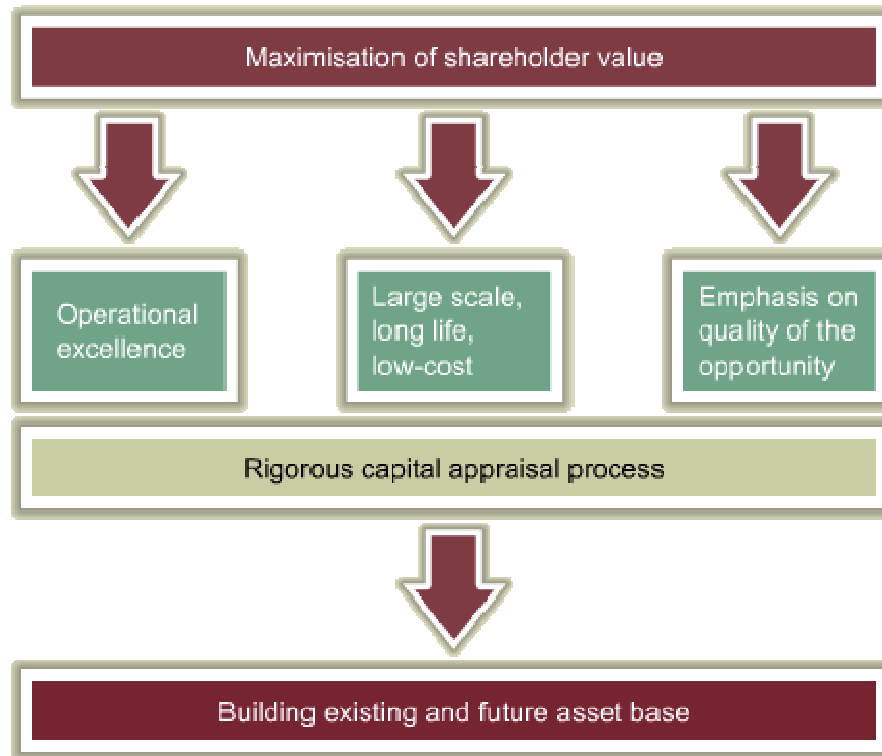 Maximisation of shareholder value
Operational
excellence
Large scale,
long life,
low-cost
Emphasis on
quality of the
opportunity
Rigorous capital appraisal process
Building existing and future asset base